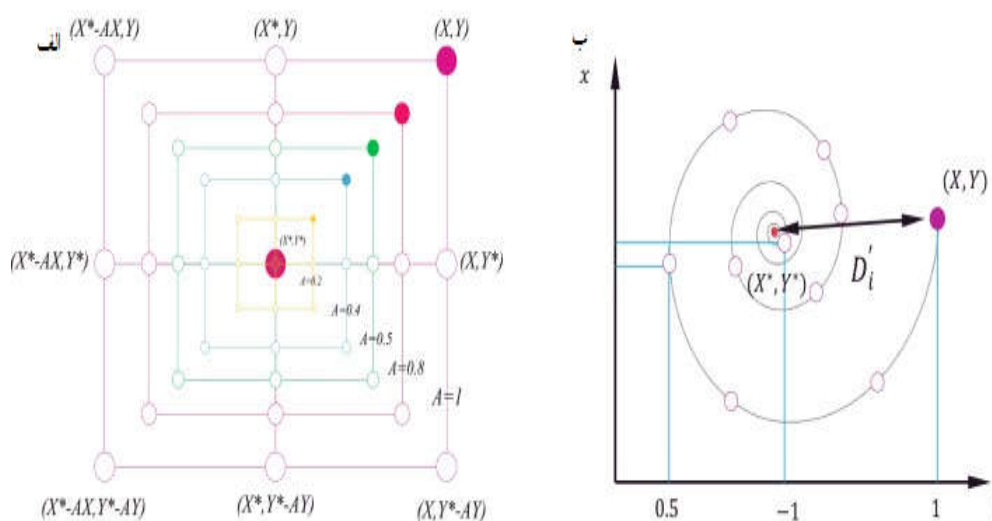 الف
(X*-AX,Y)
(X*,Y)
(X,Y)
(X*-AX,Y*)
(X*,Y*)
(X,Y*)
A=0.2
A=0.4
A=0.5
A=0.8
A=1
(X*-AX,Y*-AY)
(X*,Y*-AY)
(X,Y*-AY)
ب
x
(X,Y)
(X*,Y*)
D'i
0.5
−1
1